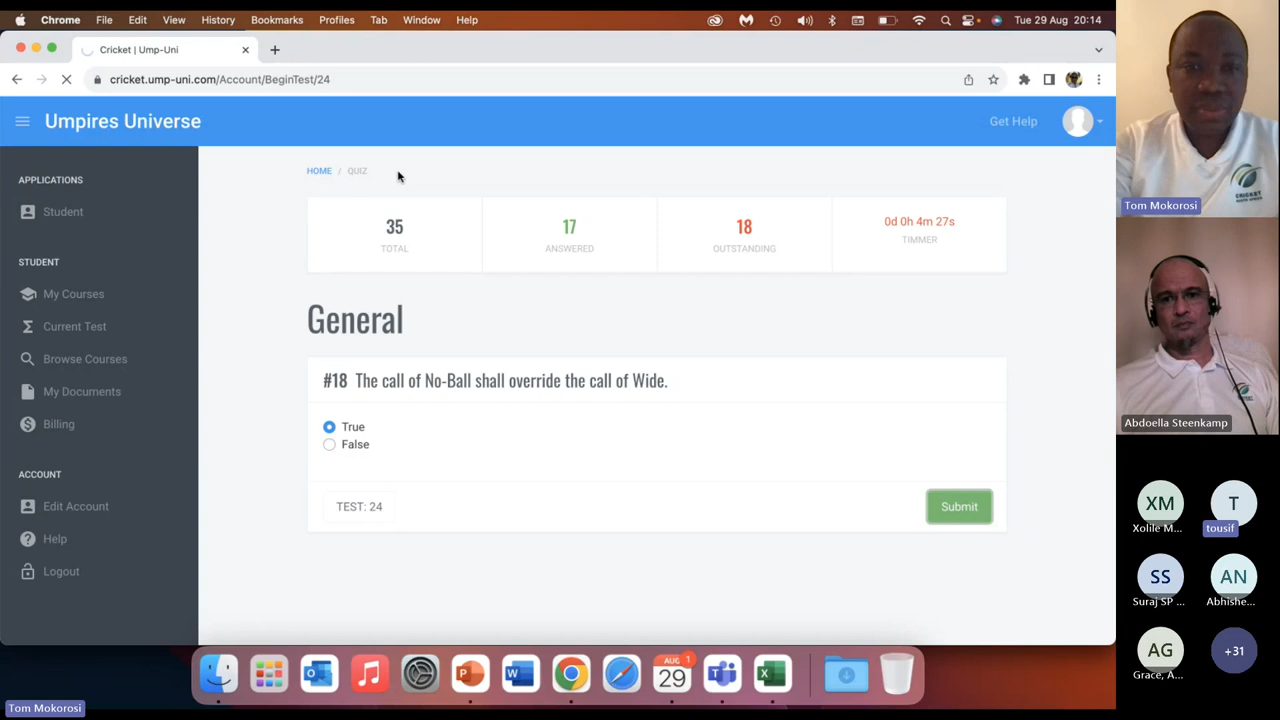 Chrome File Edit View History Bookmarks Profiles Tab Window Help Tue 29 Aug 20:14
Cricket | Ump-Uni
cricket.ump-uni.com/Account/BeginTest/24
Umpires Universe
Get Help
APPLICATIONS
Student
STUDENT
My Courses
Current Test
Browse Courses
My Documents
Billing
ACCOUNT
Edit Account
Help
Logout
HOME / QUIZ
35
TOTAL
17
ANSWERED
18
OUTSTANDING
0d 0h 4m 27s
TIMMER
General
#18 The call of No-Ball shall override the call of Wide.
True
False
TEST: 24
Submit
AUG 1
29
Tom Mokorosi
CRICKET
Tom Mokorosi
Abdoella Steenkamp
XM
Xolile M...
T
tousif
SS
Suraj SP ...
AN
Abhishe...
AG
Grace, A...
+31